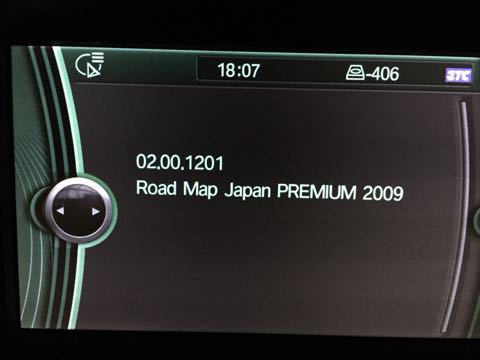 18:07
-406
ETC
02.00.1201
Road Map Japan PREMIUM 2009